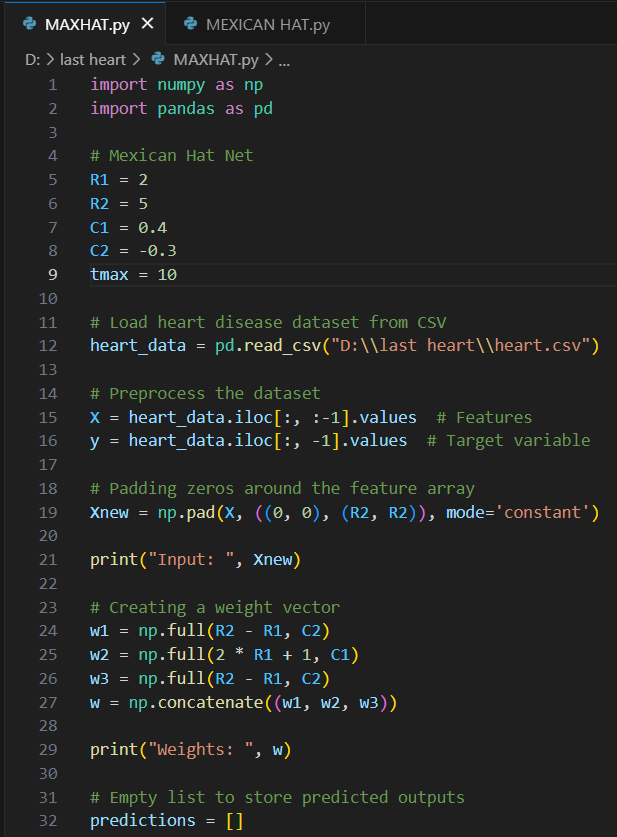 MAXHAT.py ✕ MEXICAN HAT.py
D: > last heart > MAXHAT.py > ...
1 import numpy as np
2 import pandas as pd
3
4 # Mexican Hat Net
5 R1 = 2
6 R2 = 5
7 C1 = 0.4
8 C2 = -0.3
9 tmax = 10
10
11 # Load heart disease dataset from CSV
12 heart_data = pd.read_csv("D:\\last heart\\heart.csv")
13
14 # Preprocess the dataset
15 X = heart_data.iloc[:, :-1].values  # Features
16 y = heart_data.iloc[:, -1].values  # Target variable
17
18 # Padding zeros around the feature array
19 Xnew = np.pad(X, ((0, 0), (R2, R2)), mode='constant')
20
21 print("Input: ", Xnew)
22
23 # Creating a weight vector
24 w1 = np.full(R2 - R1, C2)
25 w2 = np.full(2 * R1 + 1, C1)
26 w3 = np.full(R2 - R1, C2)
27 w = np.concatenate((w1, w2, w3))
28
29 print("Weights: ", w)
30
31 # Empty list to store predicted outputs
32 predictions = []